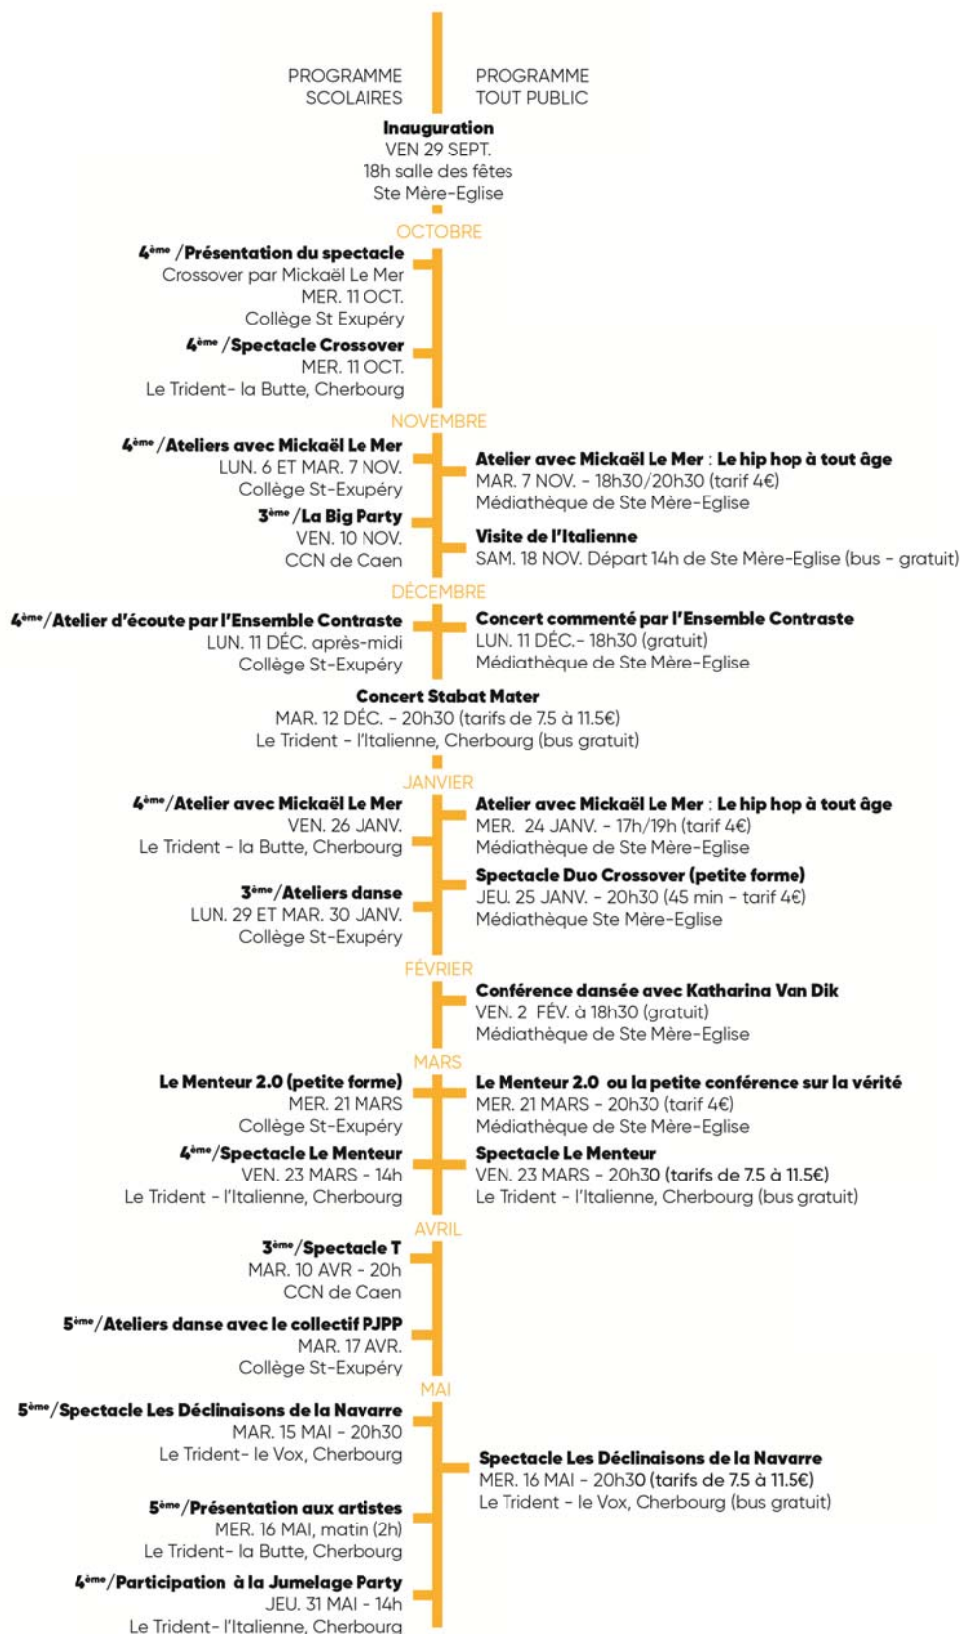 PROGRAMME
SCOLAIRES
PROGRAMME
TOUT PUBLIC
Inauguration
VEN 29 SEPT.
18h salle des fêtes
Ste Mère-Eglise
OCTOBRE
4ème /Présentation du spectacle
Crossover par Mickaël Le Mer
MER. 11 OCT.
Collège St Exupéry
4ème /Spectacle Crossover
MER. 11 OCT.
Le Trident- la Butte, Cherbourg
NOVEMBRE
4ème/Ateliers avec Mickaël Le Mer
LUN. 6 ET MAR. 7 NOV.
Collège St-Exupéry
Atelier avec Mickaël Le Mer : Le hip hop à tout âge
MAR. 7 NOV. - 18h30/20h30 (tarif 4€)
Médiathèque de Ste Mère-Eglise
3ème/La Big Party
VEN. 10 NOV.
CCN de Caen
Visite de l'Italienne
SAM. 18 NOV. Départ 14h de Ste Mère-Eglise (bus - gratuit)
DÉCEMBRE
4ème/Atelier d'écoute par l'Ensemble Contraste
LUN. 11 DÉC. après-midi
Collège St-Exupéry
Concert commenté par l'Ensemble Contraste
LUN. 11 DÉC.- 18h30 (gratuit)
Médiathèque de Ste Mère-Eglise
Concert Stabat Mater
MAR. 12 DÉC. - 20h30 (tarifs de 7.5 à 11.5€)
Le Trident - l'Italienne, Cherbourg (bus gratuit)
JANVIER
4ème/Atelier avec Mickaël Le Mer
VEN. 26 JANV.
Le Trident - la Butte, Cherbourg
Atelier avec Mickaël Le Mer : Le hip hop à tout âge
MER. 24 JANV. - 17h/19h (tarif 4€)
Médiathèque de Ste Mère-Eglise
Spectacle Duo Crossover (petite forme)
JEU. 25 JANV. - 20h30 (45 min - tarif 4€)
Médiathèque Ste Mère-Eglise
3ème/Ateliers danse
LUN. 29 ET MAR. 30 JANV.
Collège St-Exupéry
FÉVRIER
Conférence dansée avec Katharina Van Dik
VEN. 2 FÉV. à 18h30 (gratuit)
Médiathèque de Ste Mère-Eglise
MARS
Le Menteur 2.0 (petite forme)
MER. 21 MARS
Collège St-Exupéry
Le Menteur 2.0 ou la petite conférence sur la vérité
MER. 21 MARS - 20h30 (tarif 4€)
Médiathèque de Ste Mère-Eglise
4ème/Spectacle Le Menteur
VEN. 23 MARS - 14h
Le Trident - l'Italienne, Cherbourg
Spectacle Le Menteur
VEN. 23 MARS - 20h30 (tarifs de 7.5 à 11.5€)
Le Trident - l'Italienne, Cherbourg (bus gratuit)
AVRIL
3ème/Spectacle T
MAR. 10 AVR - 20h
CCN de Caen
5ème/Ateliers danse avec le collectif PJPP
MAR. 17 AVR.
Collège St-Exupéry
MAI
5ème/Spectacle Les Déclinaisons de la Navarre
MAR. 15 MAI - 20h30
Le Trident- le Vox, Cherbourg
Spectacle Les Déclinaisons de la Navarre
MER. 16 MAI - 20h30 (tarifs de 7.5 à 11.5€)
Le Trident - le Vox, Cherbourg (bus gratuit)
5ème/Présentation aux artistes
MER. 16 MAI, matin (2h)
Le Trident- la Butte, Cherbourg
4ème/Participation à la Jumelage Party
JEU. 31 MAI - 14h
Le Trident- l'Italienne, Cherbourg